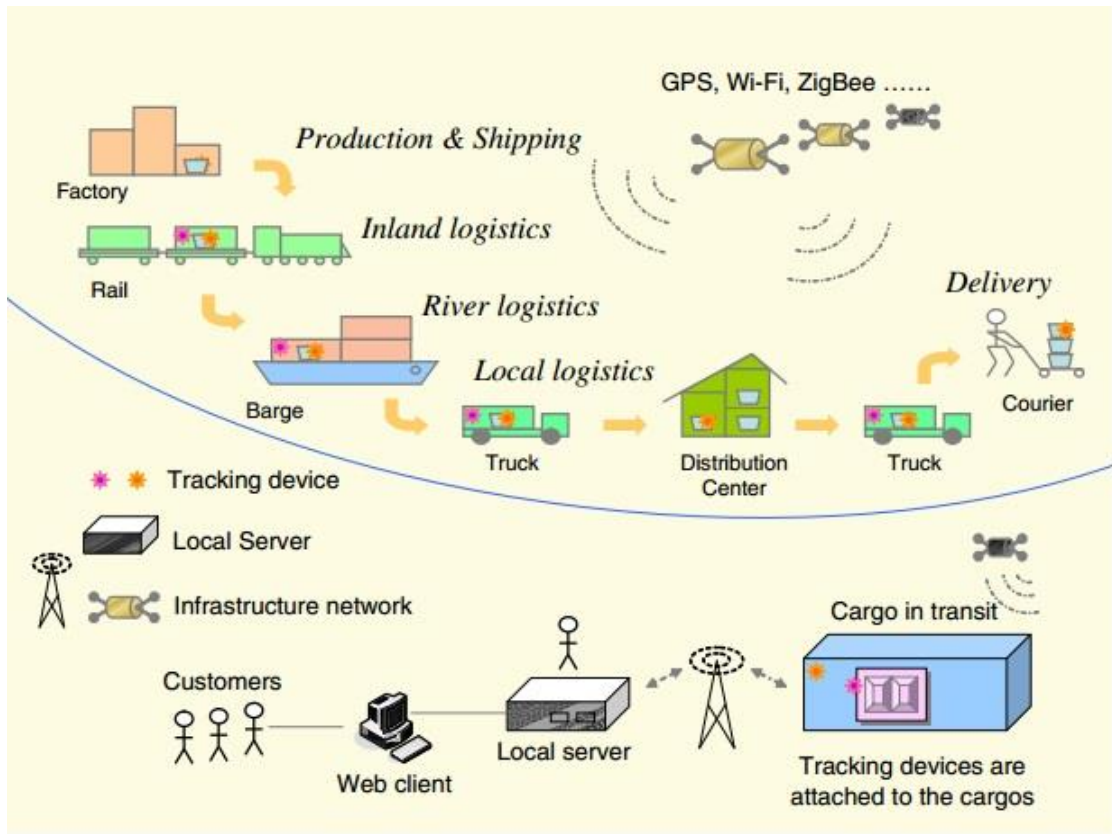 GPS, Wi-Fi, ZigBee ……
Production & Shipping
Factory
Inland logistics
Rail
River logistics
Delivery
Barge
Local logistics
Courier
Truck
Distribution
Center
Truck
Tracking device
Local Server
Infrastructure network
Cargo in transit
Customers
Local server
Web client
Tracking devices are
attached to the cargos